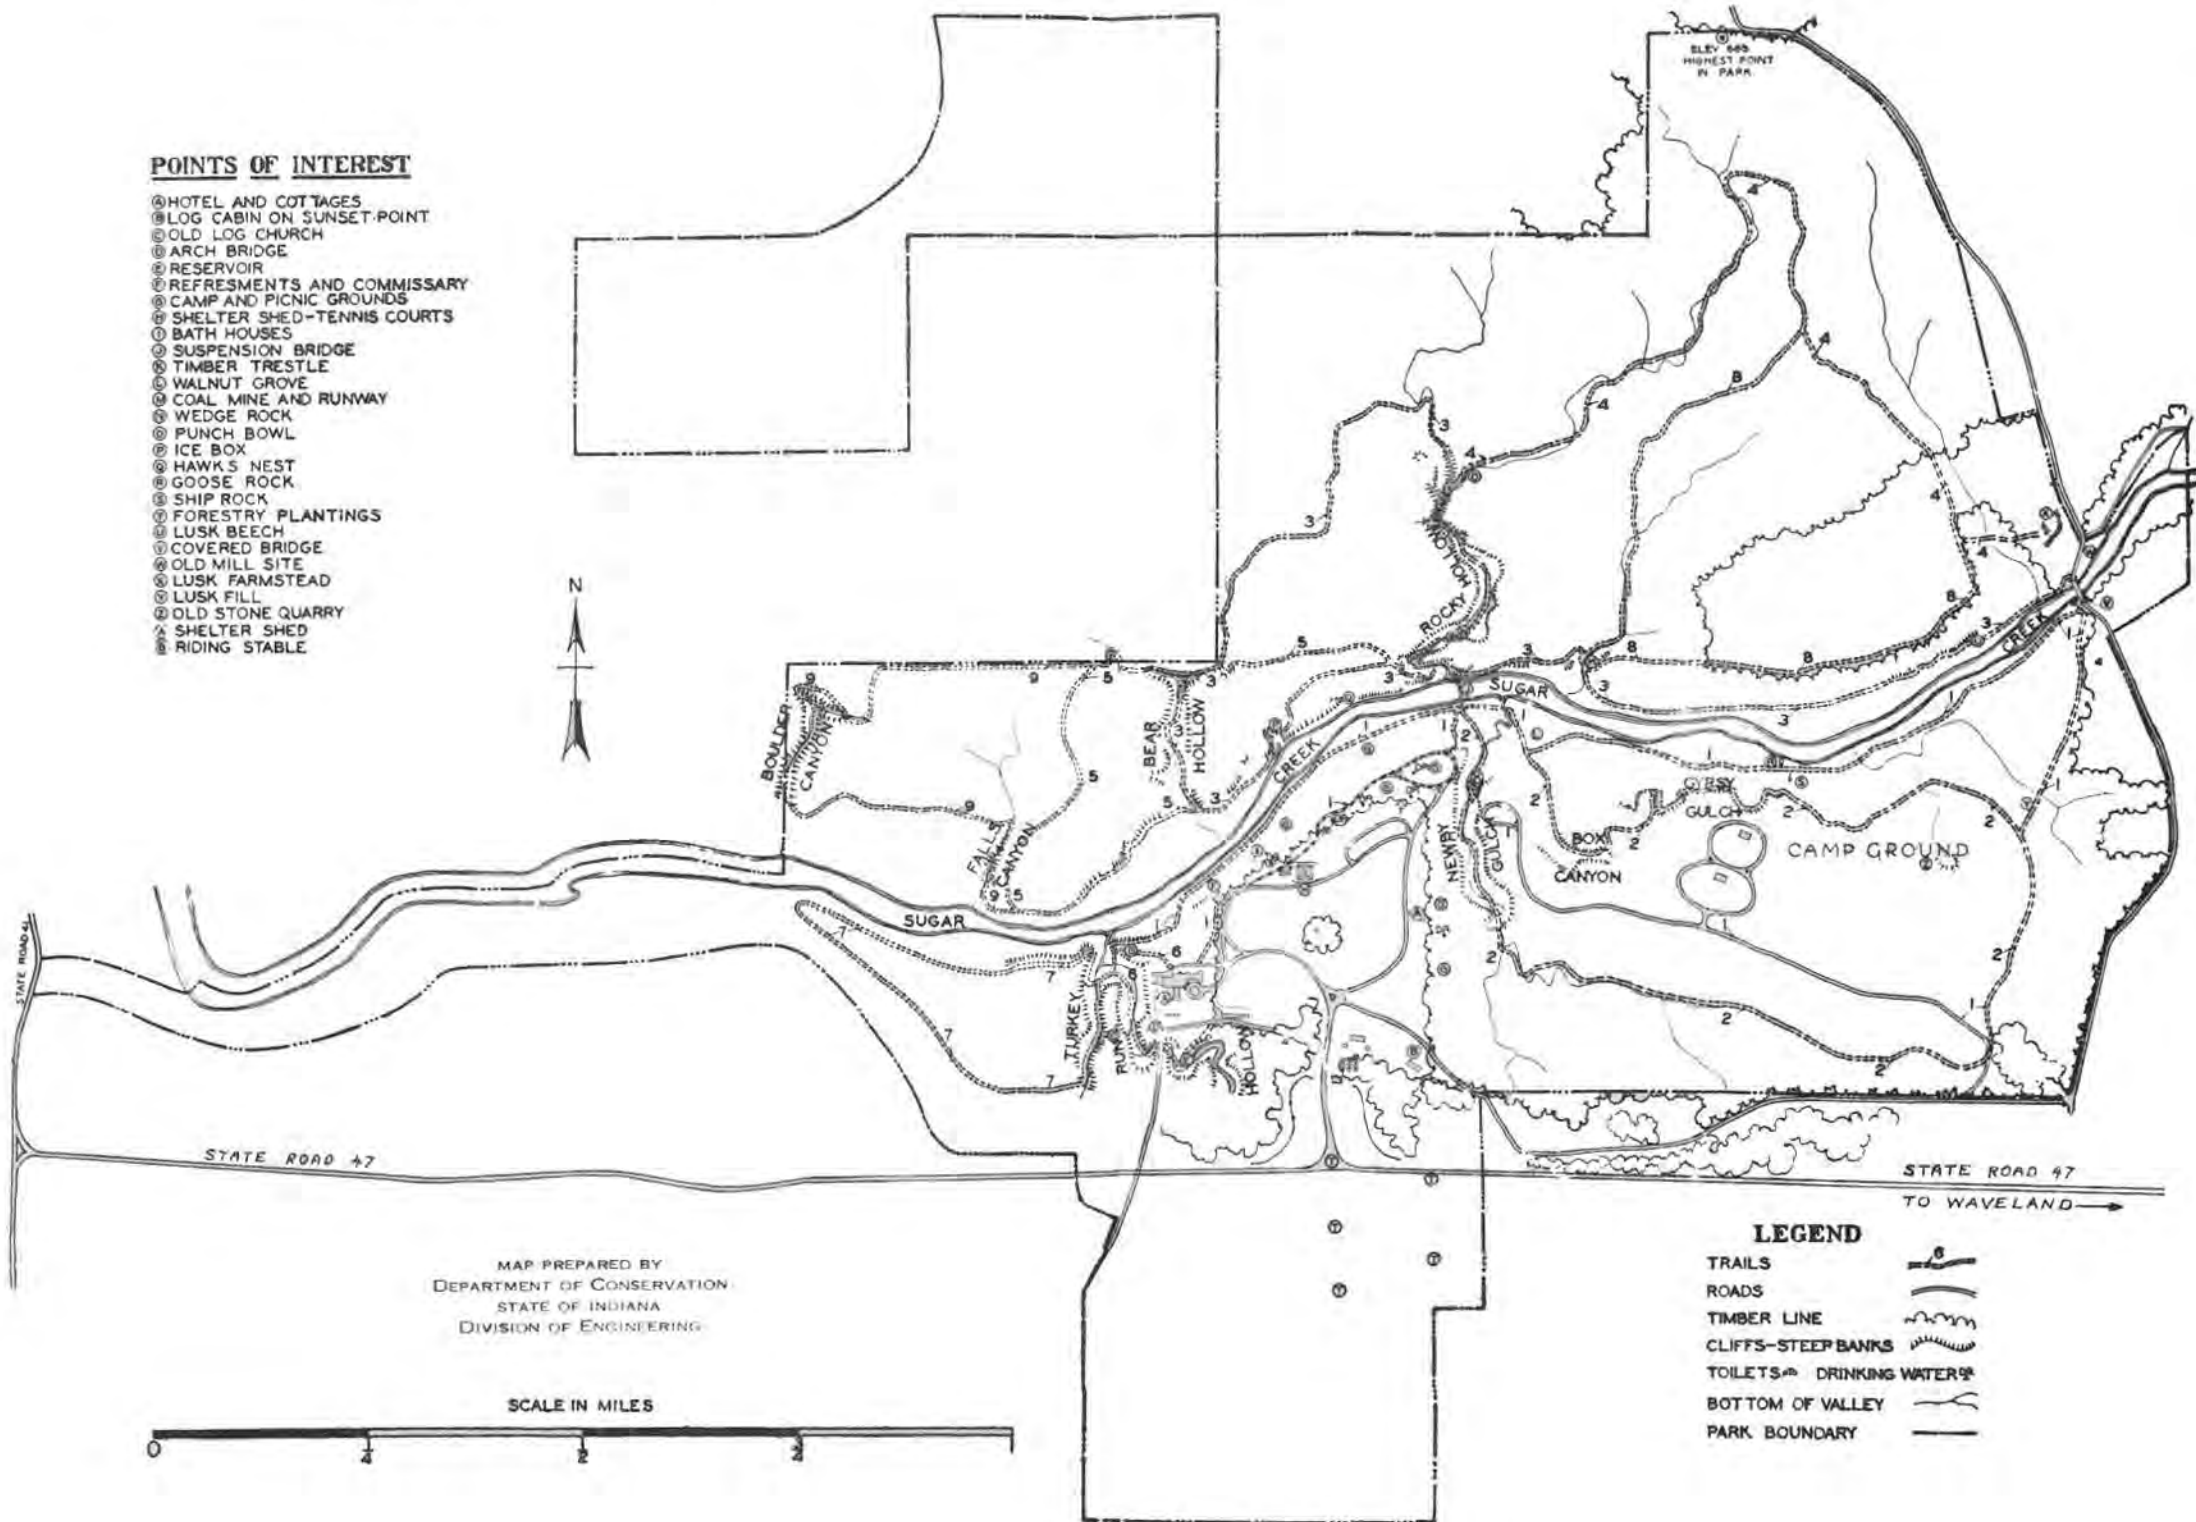 POINTS OF INTEREST
Ⓐ HOTEL AND COTTAGES
Ⓑ LOG CABIN ON SUNSET POINT
Ⓒ OLD LOG CHURCH
Ⓓ ARCH BRIDGE
Ⓔ RESERVOIR
Ⓕ REFRESMENTS AND COMMISSARY
Ⓖ CAMP AND PICNIC GROUNDS
Ⓗ SHELTER SHED-TENNIS COURTS
Ⓘ BATH HOUSES
Ⓙ SUSPENSION BRIDGE
Ⓚ TIMBER TRESTLE
Ⓛ WALNUT GROVE
Ⓜ COAL MINE AND RUNWAY
Ⓝ WEDGE ROCK
Ⓞ PUNCH BOWL
Ⓟ ICE BOX
Ⓠ HAWKS NEST
Ⓡ GOOSE ROCK
Ⓢ SHIP ROCK
Ⓣ FORESTRY PLANTINGS
Ⓤ LUSK BEECH
Ⓥ COVERED BRIDGE
Ⓦ OLD MILL SITE
Ⓧ LUSK FARMSTEAD
Ⓨ LUSK FILL
Ⓩ OLD STONE QUARRY
SHELTER SHED
RIDING STABLE
N
HIGHEST POINT
IN PARK
ROCKY HOLLOW
BOULDER
CANYON
BEAR
HOLLOW
SUGAR
CREEK
CREEK
FALLS
CANYON
SUGAR
GYPSY
GULCH
BOX
CANYON
CAMP GROUND
NEWBY
GULCH
TURKEY
RUN
HOLLOW
STATE ROAD 41
STATE ROAD 47
STATE ROAD 47
TO WAVELAND
MAP PREPARED BY
DEPARTMENT OF CONSERVATION
STATE OF INDIANA
DIVISION OF ENGINEERING
SCALE IN MILES
0
LEGEND
TRAILS 6
ROADS
TIMBER LINE
CLIFFS-STEEP BANKS
TOILETS DRINKING WATER
BOTTOM OF VALLEY
PARK BOUNDARY